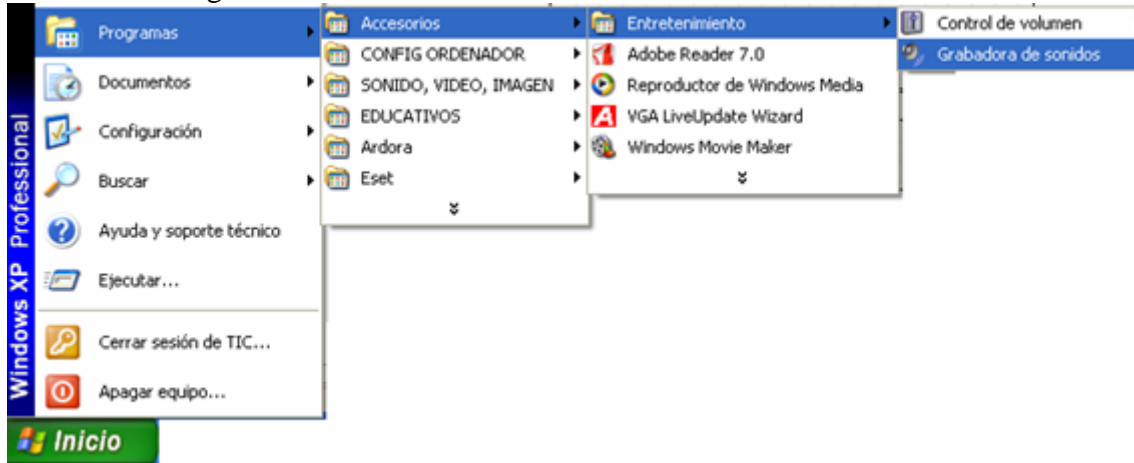 Programas
Documentos
Configuración
Buscar
Ayuda y soporte técnico
Ejecutar...
Cerrar sesión de TIC...
Apagar equipo...
Windows XP Professional
Inicio
Accesorios
CONFIG ORDENADOR
SONIDO, VIDEO, IMAGEN
EDUCATIVOS
Ardora
Eset
Entretenimiento
Adobe Reader 7.0
Reproductor de Windows Media
VGA LiveUpdate Wizard
Windows Movie Maker
Control de volumen
Grabadora de sonidos